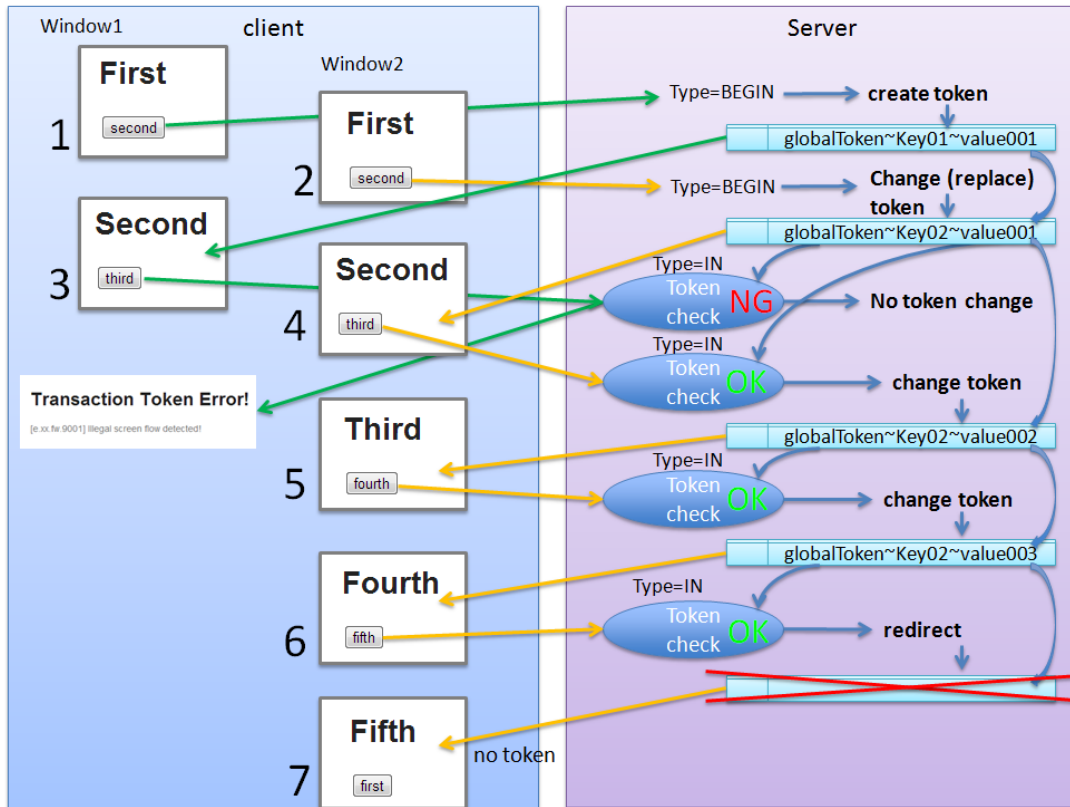 Window1
client
Server
First
second
1
Window2
First
second
2
Type=BEGIN
create token
globalToken~Key01~value001
Type=BEGIN
Change (replace)
token
globalToken~Key02~value001
Second
third
3
Second
third
4
Type=IN
Token
check
NG
No token change
Type=IN
Token
check
OK
change token
Transaction Token Error!
[e.xx.fw.9001] Illegal screen flow detected!
globalToken~Key02~value002
Third
fourth
5
Type=IN
Token
check
OK
change token
globalToken~Key02~value003
Fourth
fifth
6
Type=IN
Token
check
OK
redirect
Fifth
first
7
no token